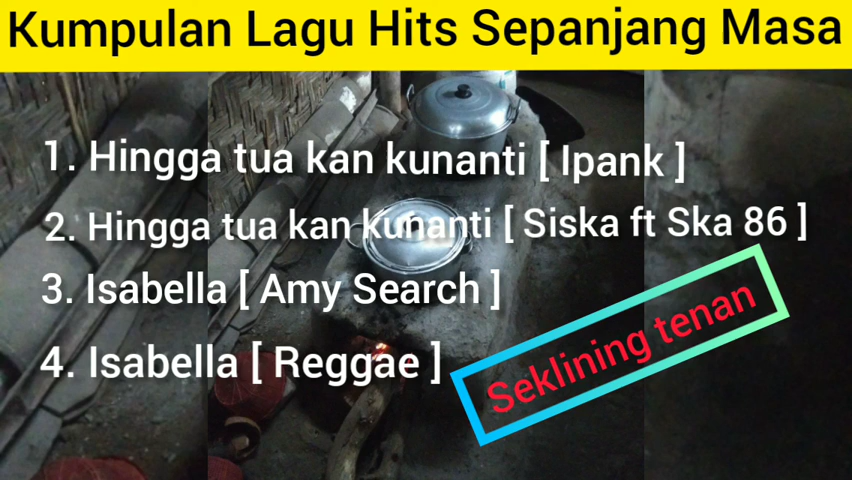 Kumpulan Lagu Hits Sepanjang Masa
1. Hingga tua kan kunanti [ Ipank ]
2. Hingga tua kan kunanti [ Siska ft Ska 86 ]
3. Isabella [ Amy Search ]
4. Isabella [ Reggae ]
Seklining tenan